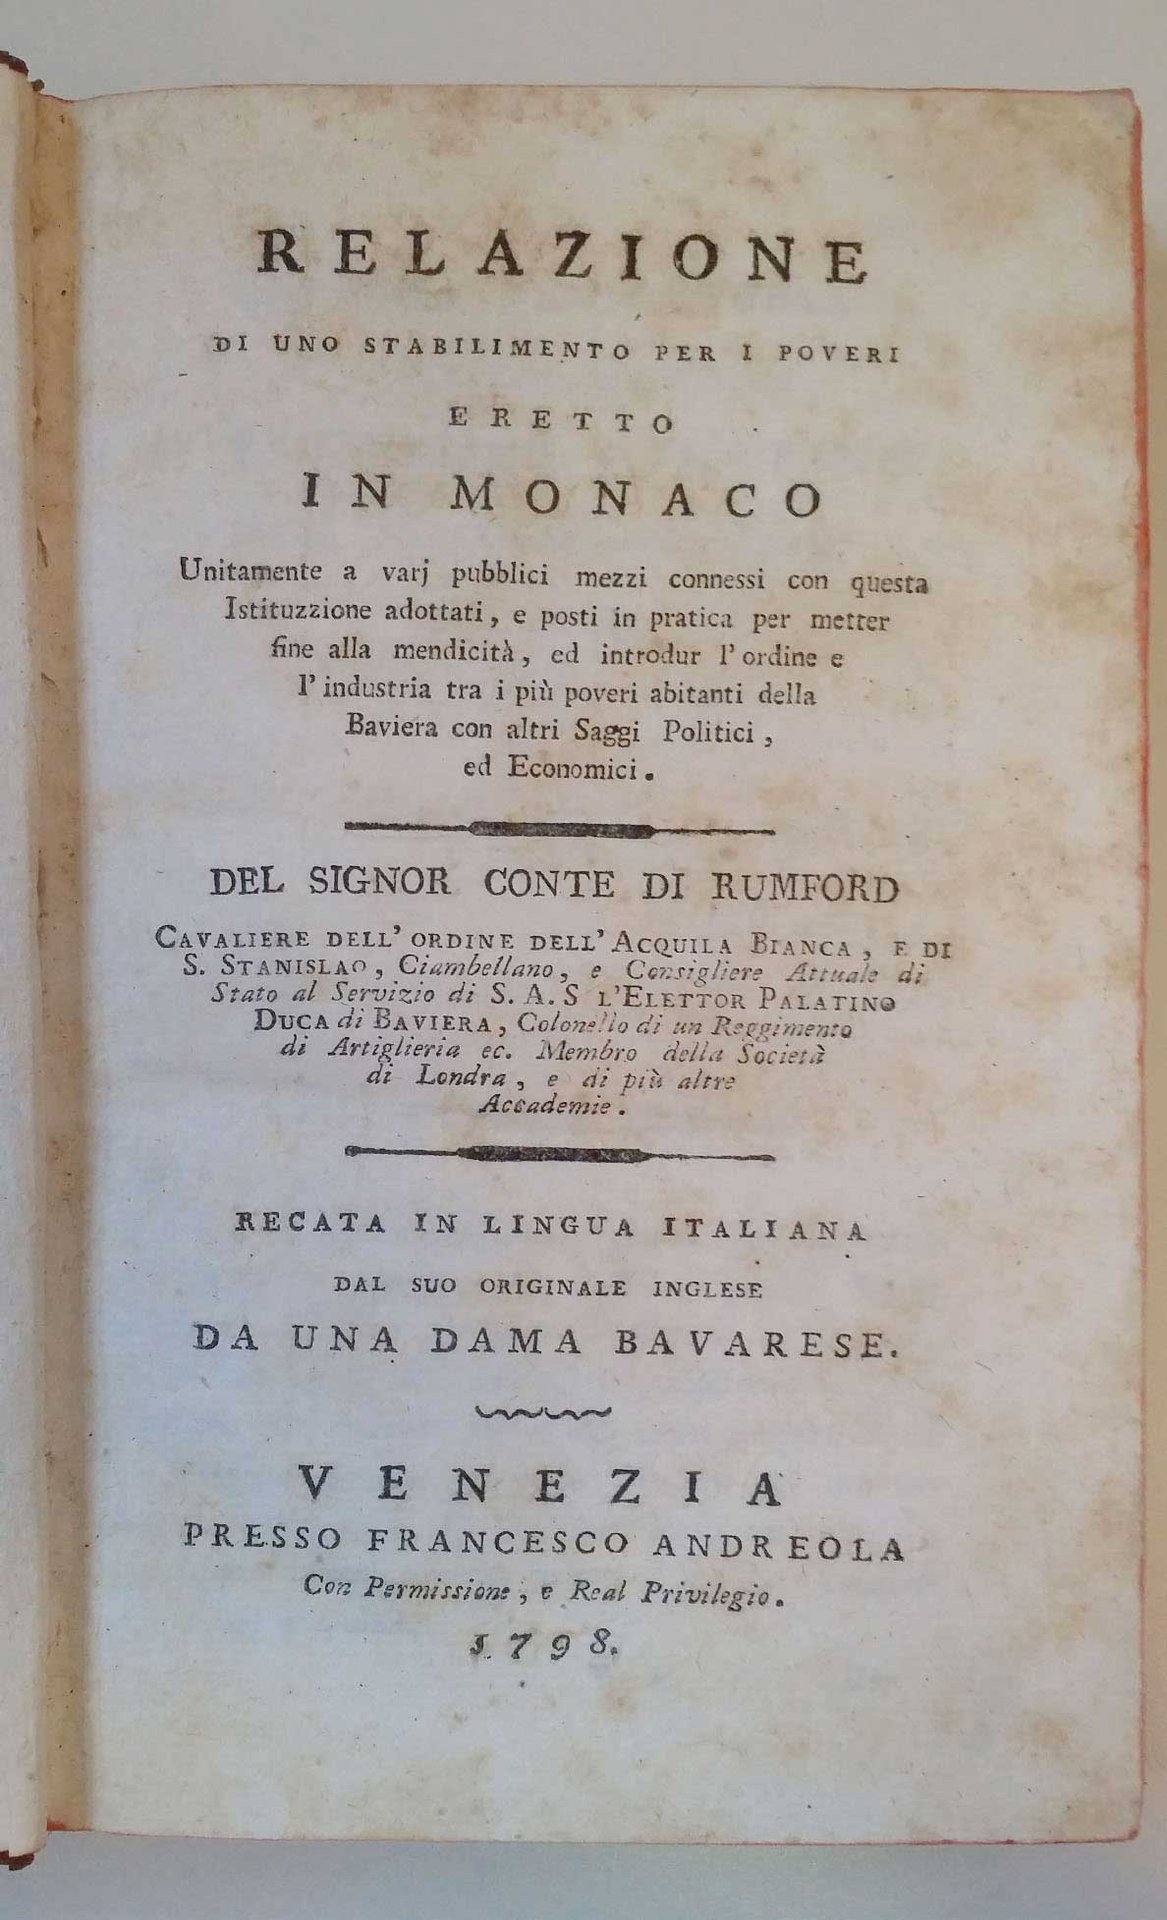 RELAZIONE
DI UNO STABILIMENTO PER I POVERI
ERETTO
IN MONACO
Unitamente a varj pubblici mezzi connessi con questa
Istituzzione adottati, e posti in pratica per metter
fine alla mendicità, ed introdur l'ordine e
l'industria tra i più poveri abitanti della
Baviera con altri Saggi Politici,
ed Economici.
DEL SIGNOR CONTE DI RUMFORD
CAVALIERE DELL' ORDINE DELL' ACQUILA BIANCA, E DI
S. STANISLAO, Ciambellano, e Consigliere Attuale di
Stato al Servizio di S. A. S L'ELETTOR PALATINO
DUCA di BAVIERA, Colonello di un Reggimento
di Artiglieria ec. Membro della Società
di Londra, e di più altre
Accademie.
RECATA IN LINGUA ITALIANA
DAL SUO ORIGINALE INGLESE
DA UNA DAMA BAVARESE.
VENEZIA
PRESSO FRANCESCO ANDREOLA
Con Permissione, e Real Privilegio.
1798.